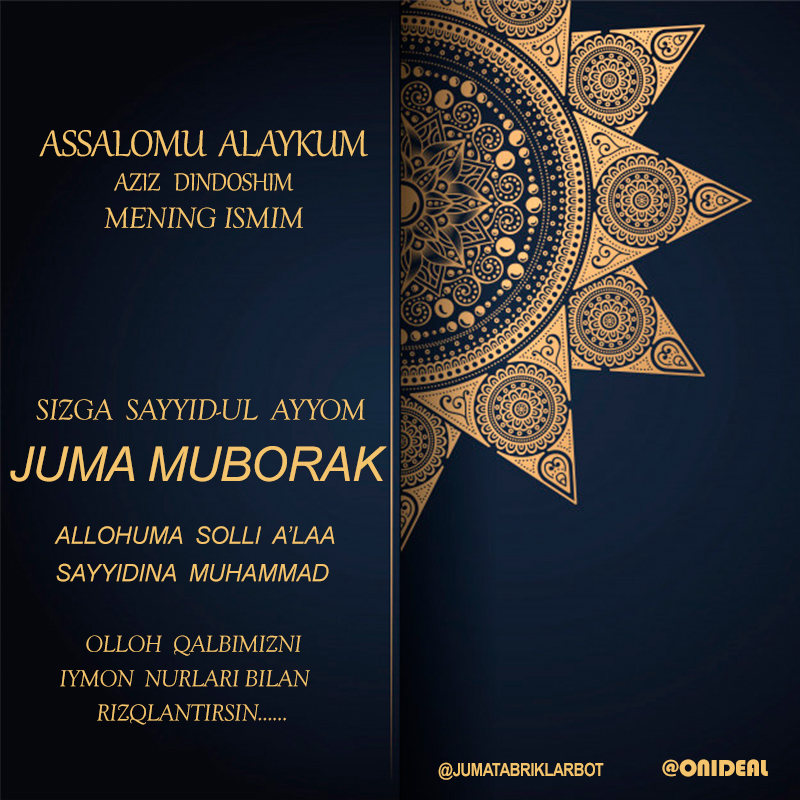 ASSALOMU ALAYKUM
AZIZ DINDOSHIM
MENING ISMIM
SIZGA SAYYID-UL AYYOM
JUMA MUBORAK
ALLOHUMA SOLLI A'LAA
SAYYIDINA MUHAMMAD
OLLOH QALBIMIZNI
IYMON NURLARI BILAN
RIZQLANTIRSIN......
@JUMATABRIKLARBOT
@ONIDEAL